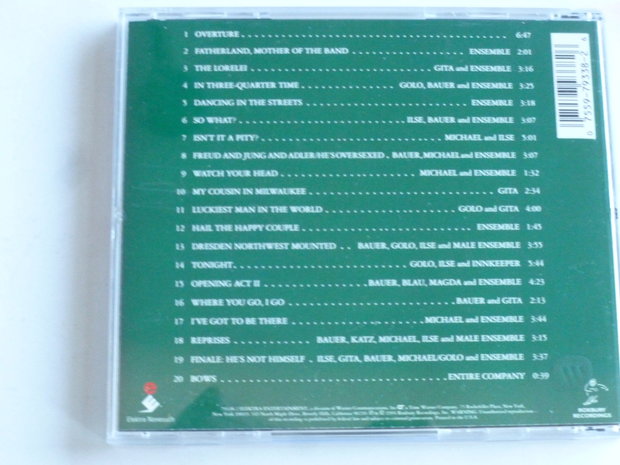 1 OVERTURE 6:47
2 FATHERLAND, MOTHER OF THE BAND ENSEMBLE 2:01
3 THE LORELEI GITA and ENSEMBLE 3:16
4 IN THREE-QUARTER TIME GOLO, BAUER and ENSEMBLE 3:25
5 DANCING IN THE STREETS ENSEMBLE 3:18
6 SO WHAT? ILSE, BAUER and ENSEMBLE 3:07
7 ISN'T IT A PITY? MICHAEL and ILSE 5:01
8 FREUD AND JUNG AND ADLER/HE'S OVERSEXED BAUER, MICHAEL and ENSEMBLE 3:07
9 WATCH YOUR HEAD MICHAEL and ENSEMBLE 1:32
10 MY COUSIN IN MILWAUKEE GITA 2:34
11 LUCKIEST MAN IN THE WORLD GOLO and GITA 4:00
12 HAIL THE HAPPY COUPLE ENSEMBLE 1:45
13 DRESDEN NORTHWEST MOUNTED BAUER, GOLO, ILSE and MALE ENSEMBLE 3:55
14 TONIGHT GOLO, ILSE and INNKEEPER 5:44
15 OPENING ACT II BAUER, BLAU, MAGDA and ENSEMBLE 4:23
16 WHERE YOU GO, I GO BAUER and GITA 2:13
17 I'VE GOT TO BE THERE MICHAEL and ENSEMBLE 3:44
18 REPRISES BAUER, KATZ, MICHAEL, ILSE and MALE ENSEMBLE 3:15
19 FINALE: HE'S NOT HIMSELF ILSE, GITA, BAUER, MICHAEL/GOLO and ENSEMBLE 3:37
20 BOWS ENTIRE COMPANY 0:39
0 7559-79338-2 6
Elektra Nonesuch
ROXBURY
RECORDINGS